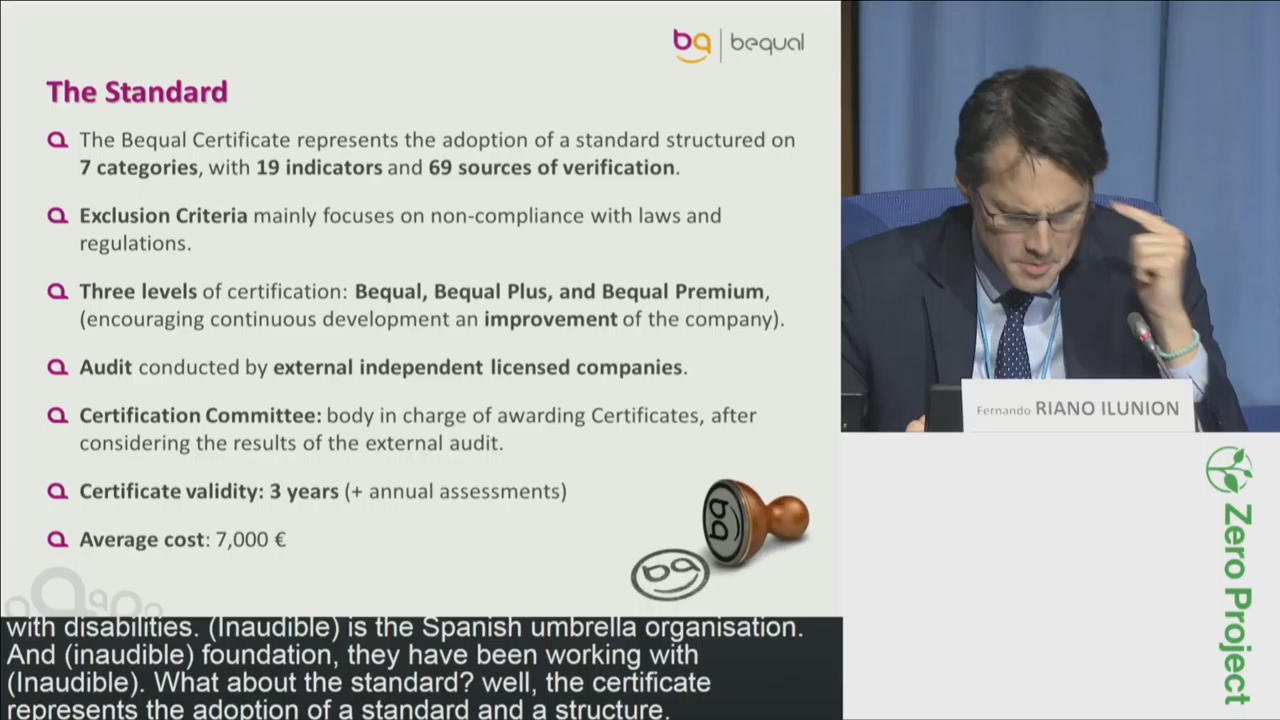 bq | bequal
The Standard
The Bequal Certificate represents the adoption of a standard structured on
7 categories, with 19 indicators and 69 sources of verification.
Exclusion Criteria mainly focuses on non-compliance with laws and
regulations.
Three levels of certification: Bequal, Bequal Plus, and Bequal Premium,
(encouraging continuous development an improvement of the company).
Audit conducted by external independent licensed companies.
Certification Committee: body in charge of awarding Certificates, after
considering the results of the external audit.
Certificate validity: 3 years (+ annual assessments)
Average cost: 7,000 €
bq
bq
with disabilities. (Inaudible) is the Spanish umbrella organisation.
And (inaudible) foundation, they have been working with
(Inaudible). What about the standard? well, the certificate
represents the adoption of a standard and a structure.
Fernando RIANO ILUNION
Zero Project